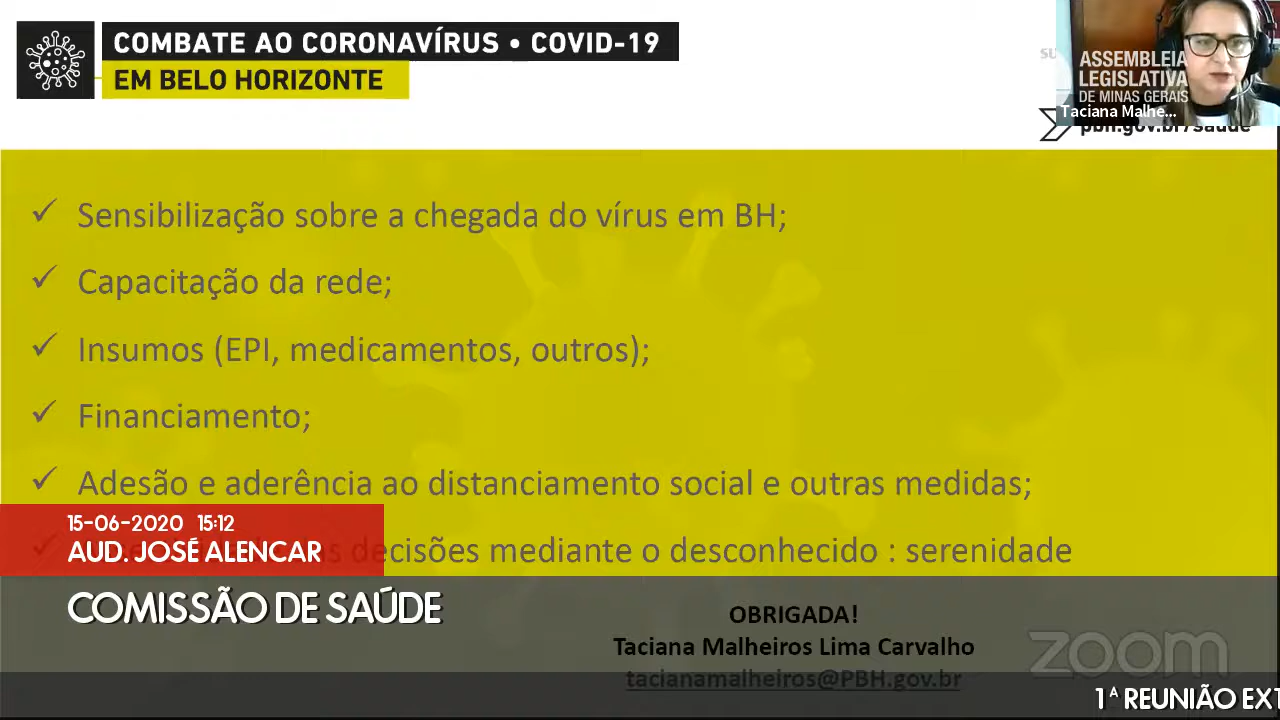 COMBATE AO CORONAVÍRUS • COVID-19
EM BELO HORIZONTE
SU
ASSEMBLEIA
LEGISLATIVA
DE MINAS GERAIS
Taciana Malhe...
pbh.gov.br/saude
✓ Sensibilização sobre a chegada do vírus em BH;
✓ Capacitação da rede;
✓ Insumos (EPI, medicamentos, outros);
✓ Financiamento;
✓ Adesão e aderência ao distanciamento social e outras medidas;
decisões mediante o desconhecido : serenidade
15-06-2020 15:12
AUD. JOSÉ ALENCAR
COMISSÃO DE SAÚDE
OBRIGADA!
Taciana Malheiros Lima Carvalho
tacianamalheiros@PBH.gov.br
zoom
1ª REUNIÃO EXT